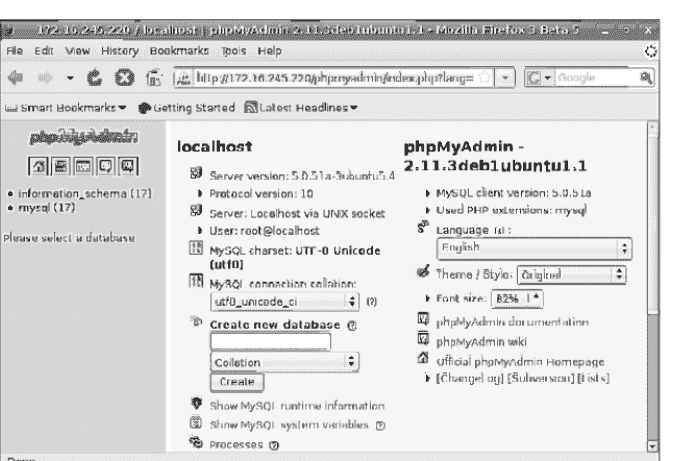 172.16.245.220 / localhost | phpMyAdmin 2.11.3deb1ubuntu1.1 - Mozilla Firefox 3 Beta 5
File Edit View History Bookmarks Tools Help
http://172.16.245.220/phpmyadmin/index.php?lang=
Google
Smart Bookmarks Getting Started Latest Headlines
phpMyAdmin
information_schema (17)
mysql (17)
Please select a database
localhost
Server version: 5.0.51a-3ubuntu5.4
Protocol version: 10
Server: Localhost via UNIX socket
User: root@localhost
MySQL charset: UTF-8 Unicode
(utf8)
MySQL connection collation:
utf8_unicode_ci (?)
Create new database (?)
Collation
Create
Show MySQL runtime information
Show MySQL system variables (?)
Processes (?)
phpMyAdmin -
2.11.3deb1ubuntu1.1
MySQL client version: 5.0.51a
Used PHP extensions: mysql
Language :
English
Theme / Style: Original
Font size: 82%
phpMyAdmin documentation
phpMyAdmin wiki
Official phpMyAdmin Homepage
[ChangeLog] [Subversion] [Lists]
Done